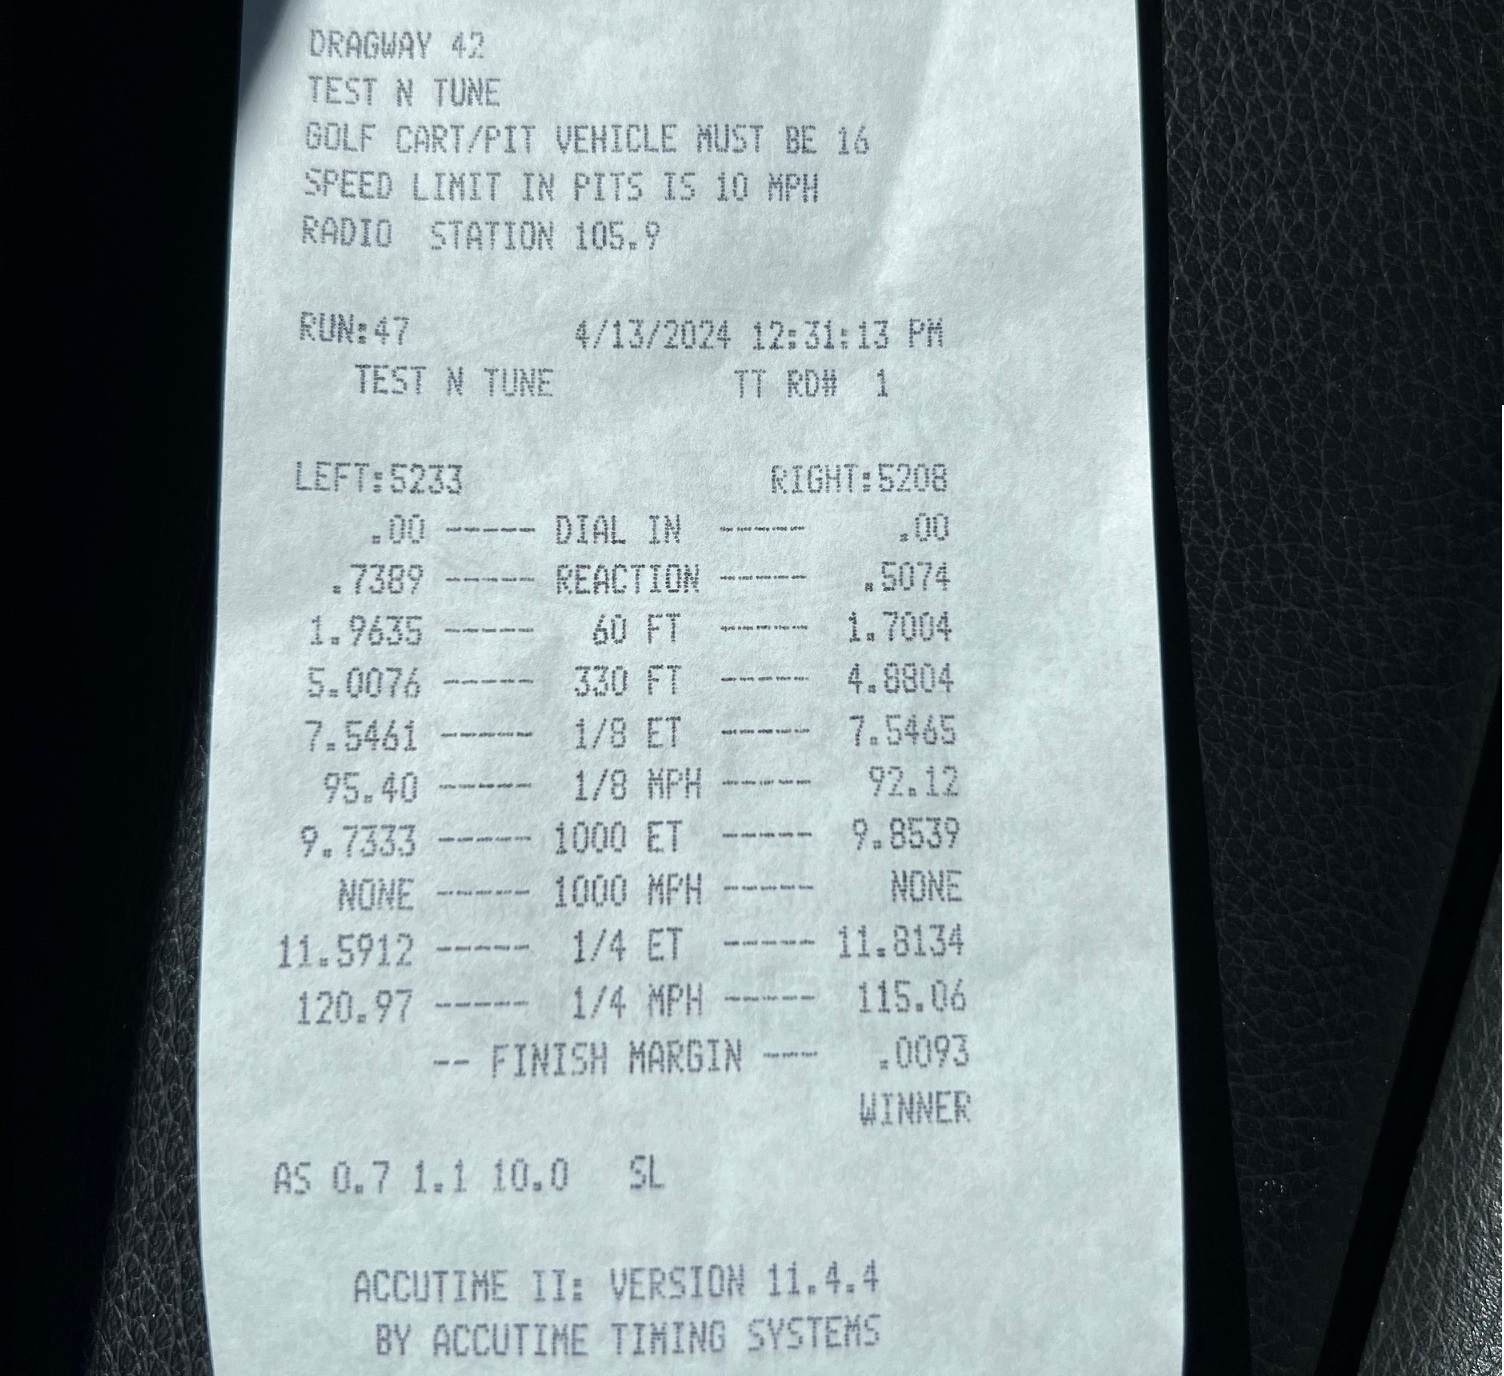 DRAGWAY 42
TEST N TUNE
GOLF CART/PIT VEHICLE MUST BE 16
SPEED LIMIT IN PITS IS 10 MPH
RADIO STATION 105.9
RUN:47 4/13/2024 12:31:13 PM
TEST N TUNE TT RD# 1
LEFT:5233 RIGHT:5208
.00 ----- DIAL IN ----- .00
.7389 ----- REACTION ----- .5074
1.9635 ----- 60 FT ----- 1.7004
5.0076 ----- 330 FT ----- 4.8804
7.5461 ----- 1/8 ET ----- 7.5465
95.40 ----- 1/8 MPH ----- 92.12
9.7333 ----- 1000 ET ----- 9.8539
NONE ----- 1000 MPH ----- NONE
11.5912 ----- 1/4 ET ----- 11.8134
120.97 ----- 1/4 MPH ----- 115.06
-- FINISH MARGIN --- .0093
WINNER
AS 0.7 1.1 10.0 SL
ACCUTIME II: VERSION 11.4.4
BY ACCUTIME TIMING SYSTEMS